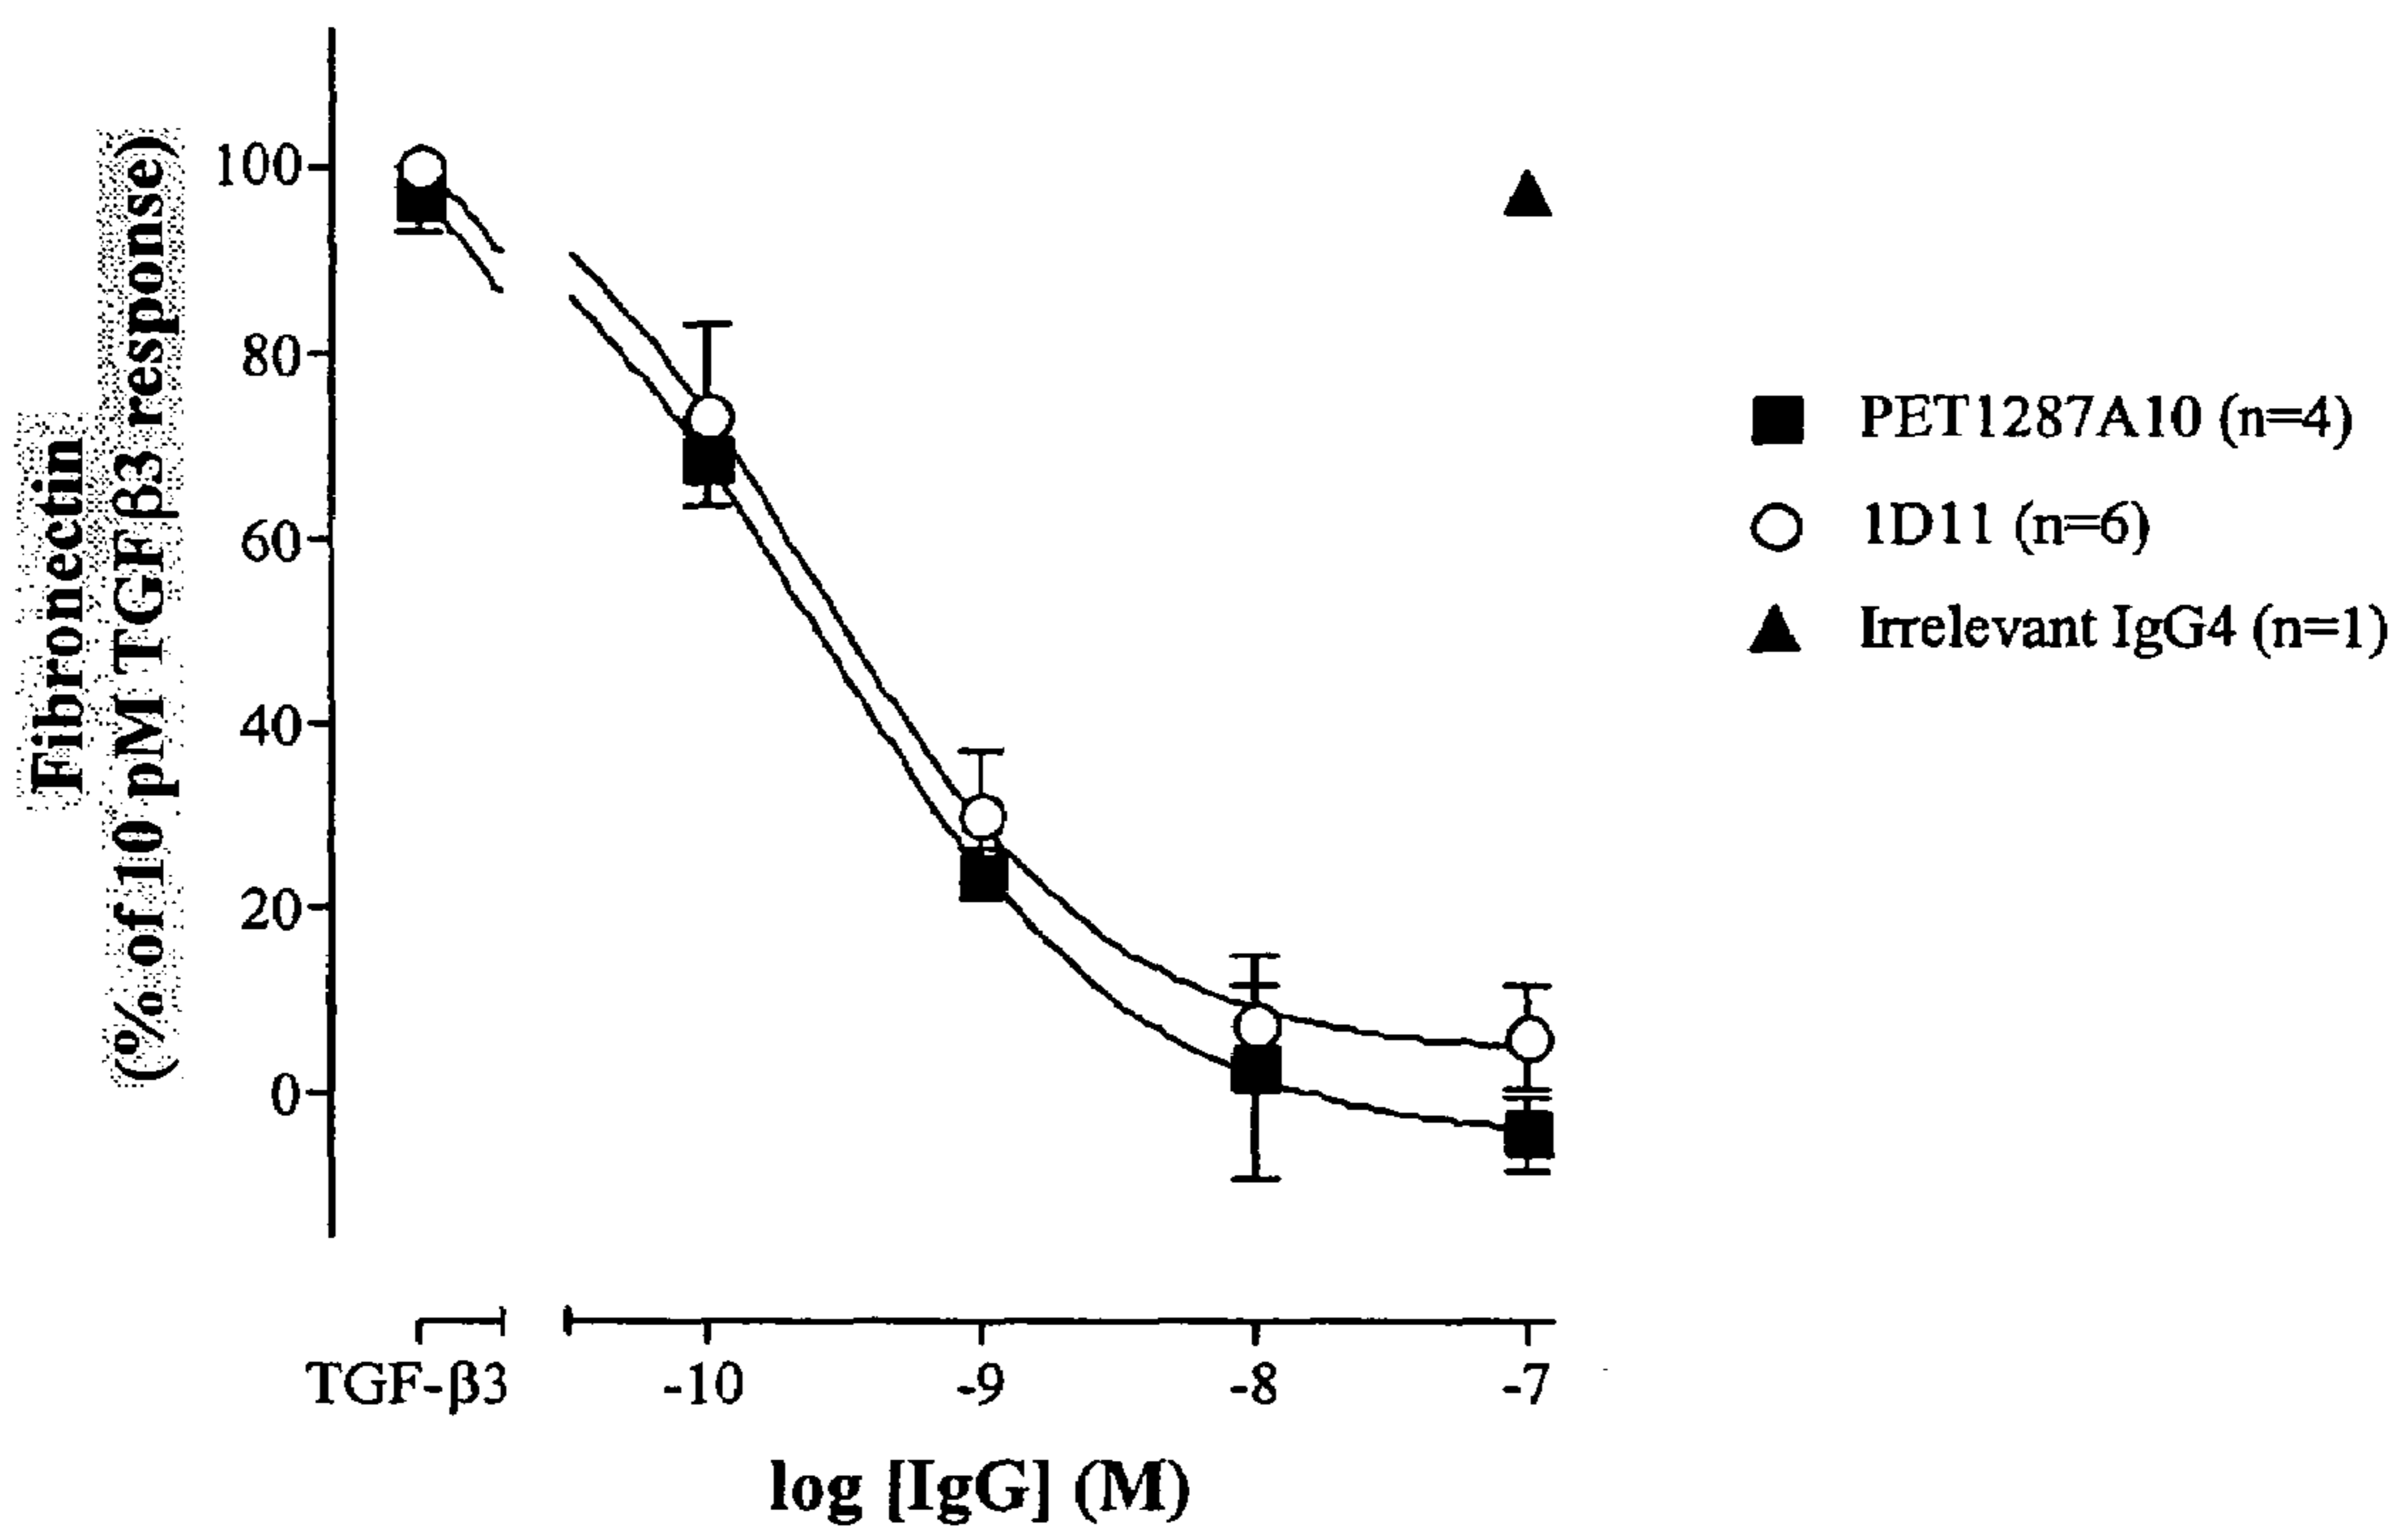 Fibronectin
(% of 10 pM TGFβ3 response)
100
80
60
40
20
0
PET1287A10 (n=4)
1D11 (n=6)
Irrelevant IgG4 (n=1)
TGF-β3 -10 -9 -8 -7
log [IgG] (M)